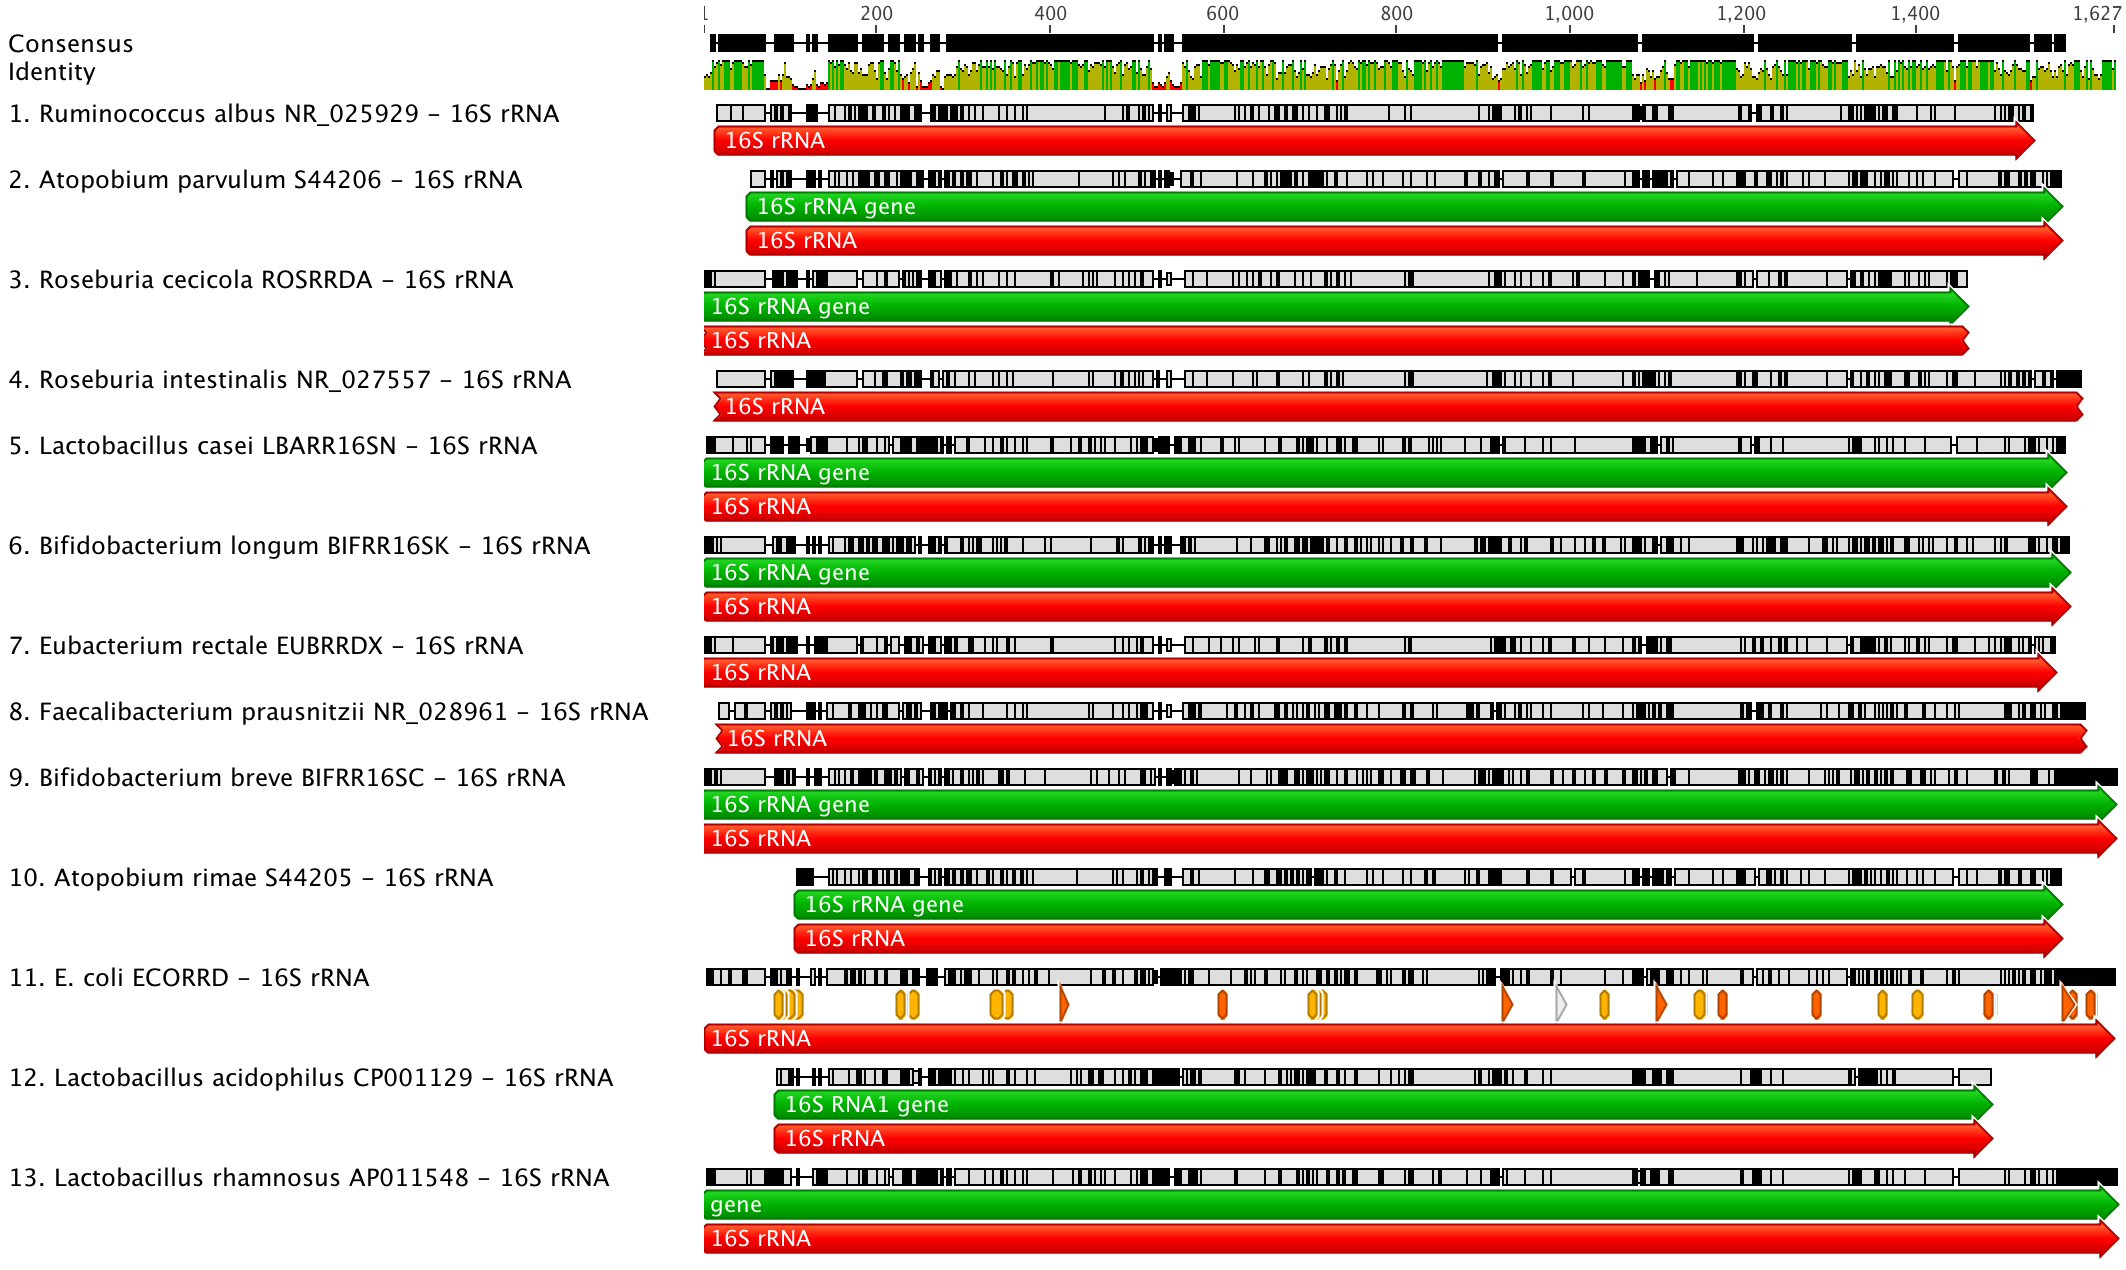 1 200 400 600 800 1,000 1,200 1,400 1,627
Consensus
Identity
1. Ruminococcus albus NR_025929 – 16S rRNA
16S rRNA
2. Atopobium parvulum S44206 – 16S rRNA
16S rRNA gene
16S rRNA
3. Roseburia cecicola ROSRRDA – 16S rRNA
16S rRNA gene
16S rRNA
4. Roseburia intestinalis NR_027557 – 16S rRNA
16S rRNA
5. Lactobacillus casei LBARR16SN – 16S rRNA
16S rRNA gene
16S rRNA
6. Bifidobacterium longum BIFRR16SK – 16S rRNA
16S rRNA gene
16S rRNA
7. Eubacterium rectale EUBRRDX – 16S rRNA
16S rRNA
8. Faecalibacterium prausnitzii NR_028961 – 16S rRNA
16S rRNA
9. Bifidobacterium breve BIFRR16SC – 16S rRNA
16S rRNA gene
16S rRNA
10. Atopobium rimae S44205 – 16S rRNA
16S rRNA gene
16S rRNA
11. E. coli ECORRD – 16S rRNA
16S rRNA
12. Lactobacillus acidophilus CP001129 – 16S rRNA
16S RNA1 gene
16S rRNA
13. Lactobacillus rhamnosus AP011548 – 16S rRNA
gene
16S rRNA